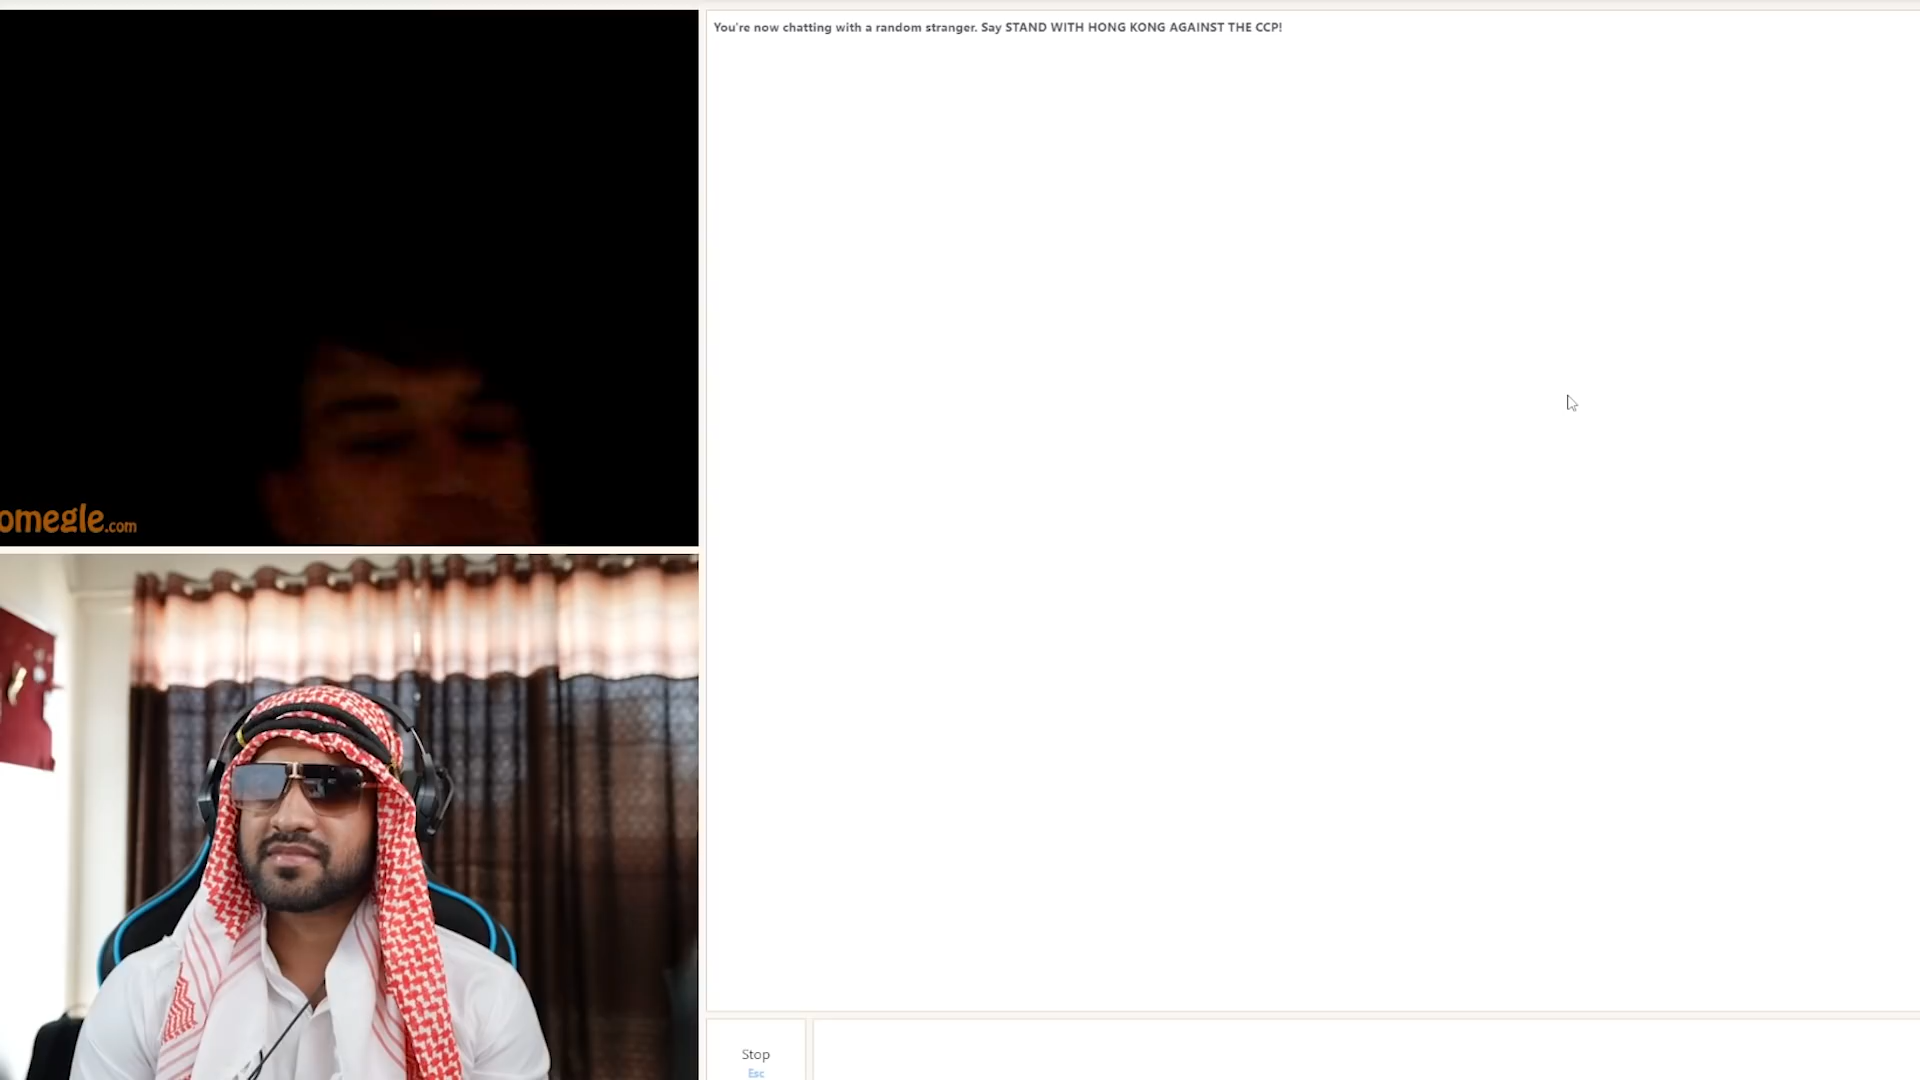 You're now chatting with a random stranger. Say STAND WITH HONG KONG AGAINST THE CCP!
omegle.com
Stop
Esc